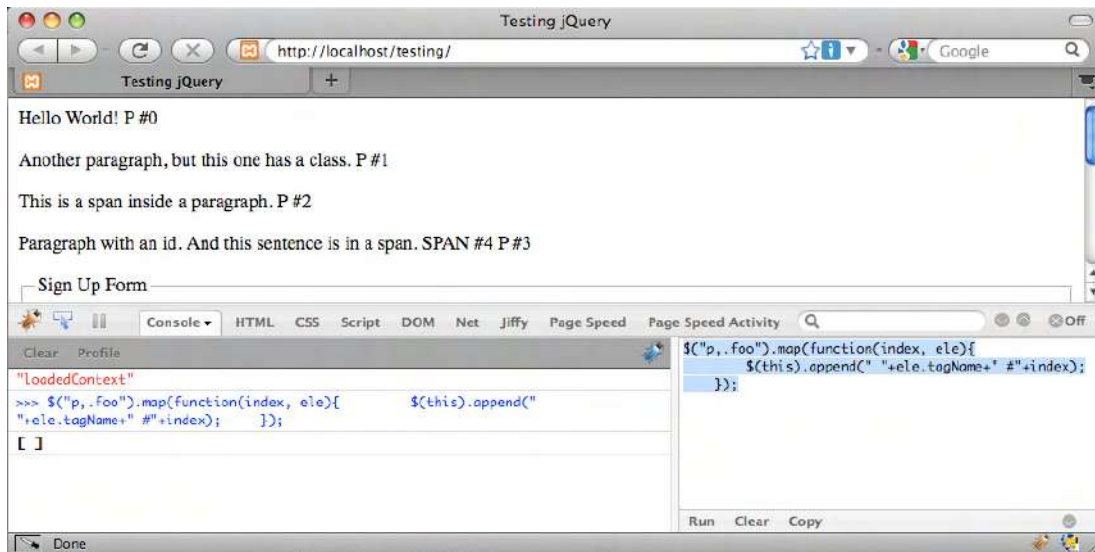 Testing jQuery
http://localhost/testing/
Google
Testing jQuery
+
Hello World! P #0
Another paragraph, but this one has a class. P #1
This is a span inside a paragraph. P #2
Paragraph with an id. And this sentence is in a span. SPAN #4 P #3
Sign Up Form
Console HTML CSS Script DOM Net Jiffy Page Speed Page Speed Activity Off
Clear Profile
"loadedContext"
>>> $("p,.foo").map(function(index, ele){ $(this).append("
"+ele.tagName+" #"+index); });
[ ]
$("p,.foo").map(function(index, ele){
$(this).append(" "+ele.tagName+" #"+index);
});
Run Clear Copy
Done